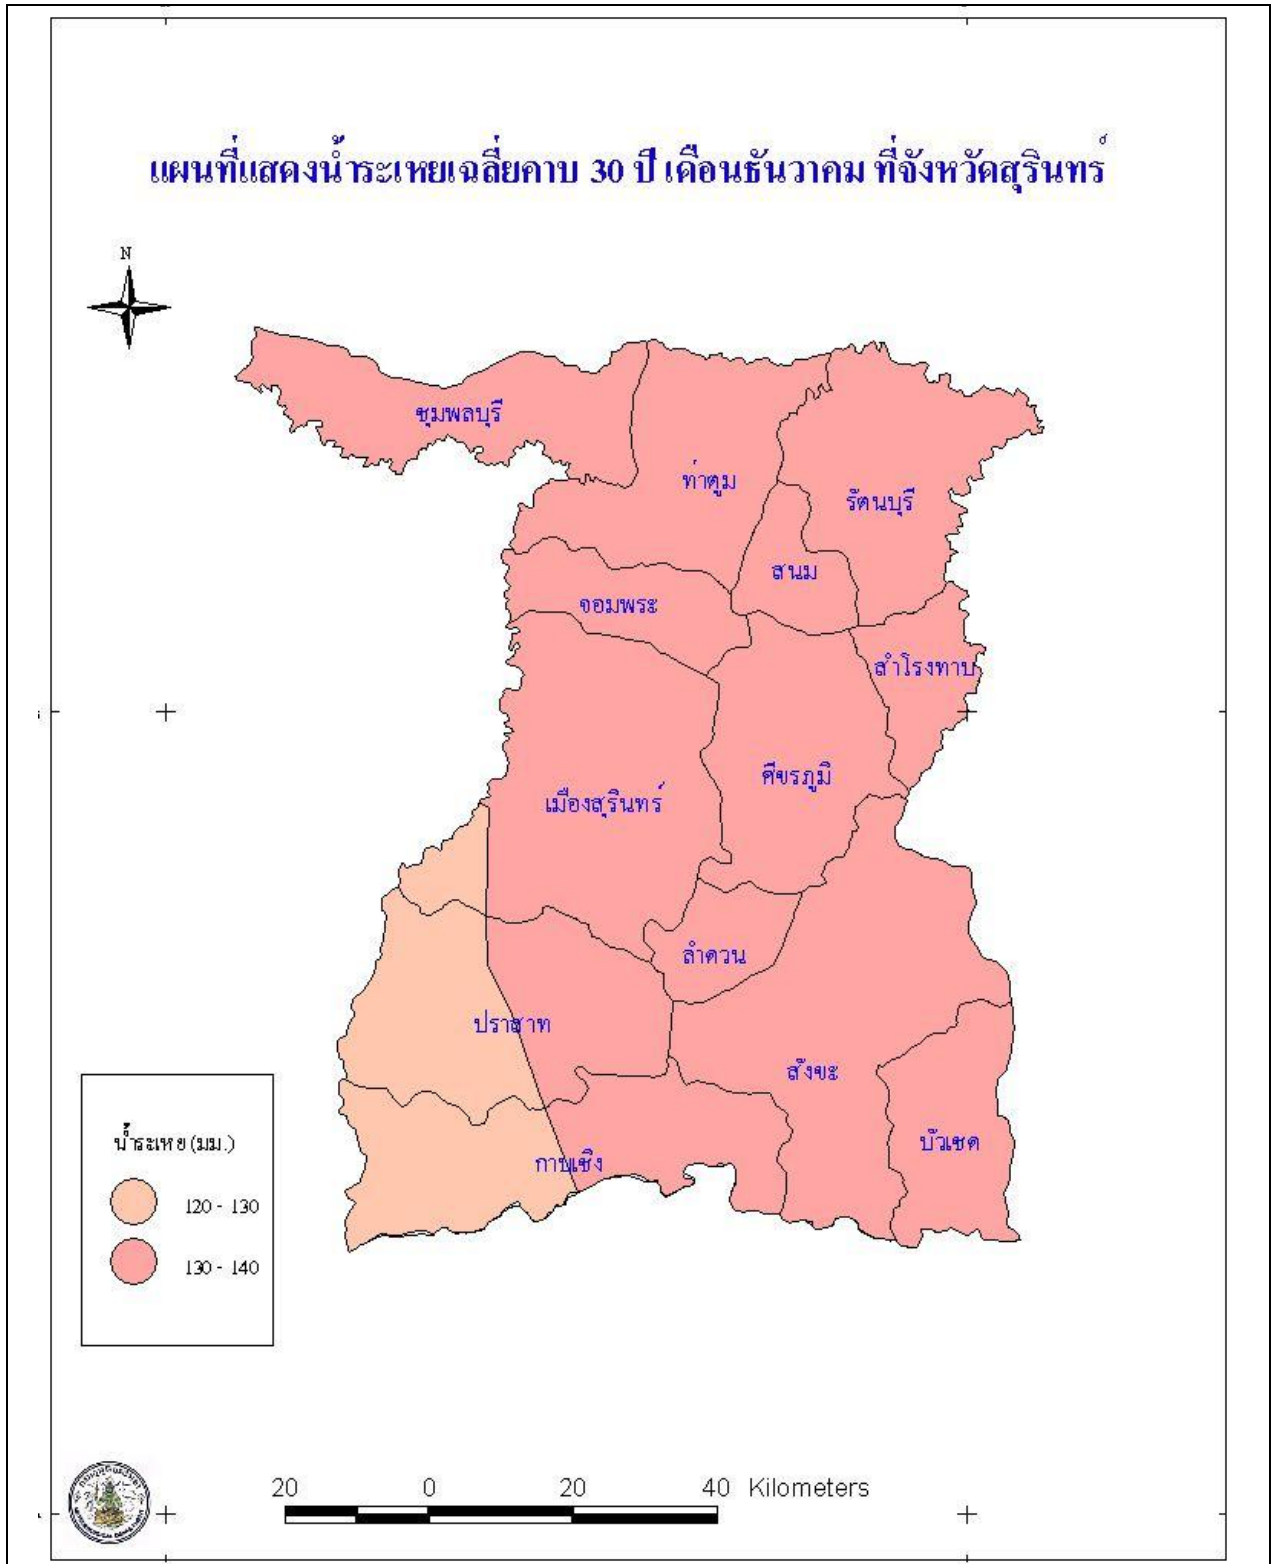 แผนที่แสดงน้ำระเหยเฉลี่ยคาบ 30 ปี เดือนธันวาคม ที่จังหวัดสุรินทร์
N
ชุมพลบุรี
ท่าตูม
รัตนบุรี
สนม
จอมพระ
สำโรงทาบ
ศีขรภูมิ
เมืองสุรินทร์
ลำดวน
ปราสาท
สังขะ
บัวเชด
กาบเชิง
น้ำระเหย (มม.)
120 - 130
130 - 140
20 0 20 40 Kilometers